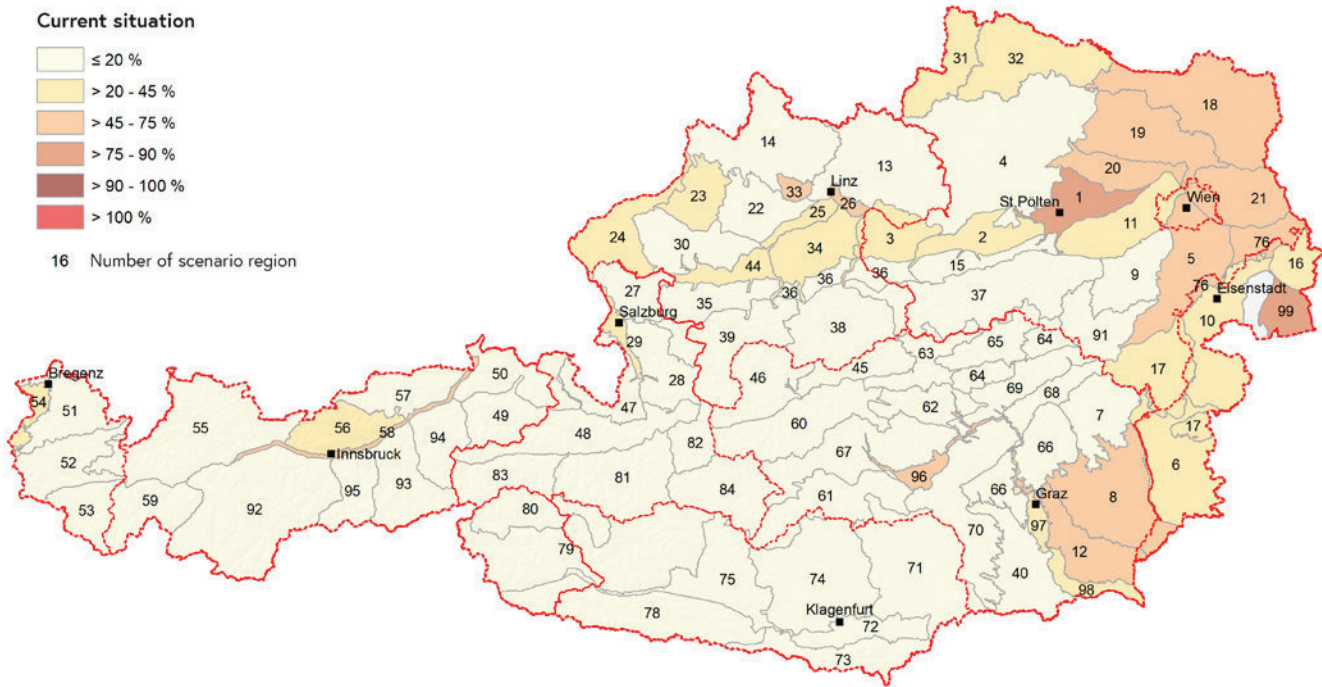 Current situation
≤ 20 %
> 20 - 45 %
> 45 - 75 %
> 75 - 90 %
> 90 - 100 %
> 100 %
16 Number of scenario region
31 32
18
19
14
13 4
20
33 Linz
23
1
22 26 St.Pölten Wien 21
25
11
24 30 34 3 2
44 15 5 76
36 36 9 16
27 35 36 37 76
Eisenstadt
Salzburg 38 10 99
39 91
29
65 64
63
50 45 17
Bregenz 28 46 64
57 69 68
54 51 49 47 62 7
55 56 58 60 17
94 48 82
Innsbruck 67 66
52
83 81 96 6
59 95 93 84 61 66 Graz 8
53 92 80
97
70
79 12
75 74 71 40
98
78 Klagenfurt
72
73